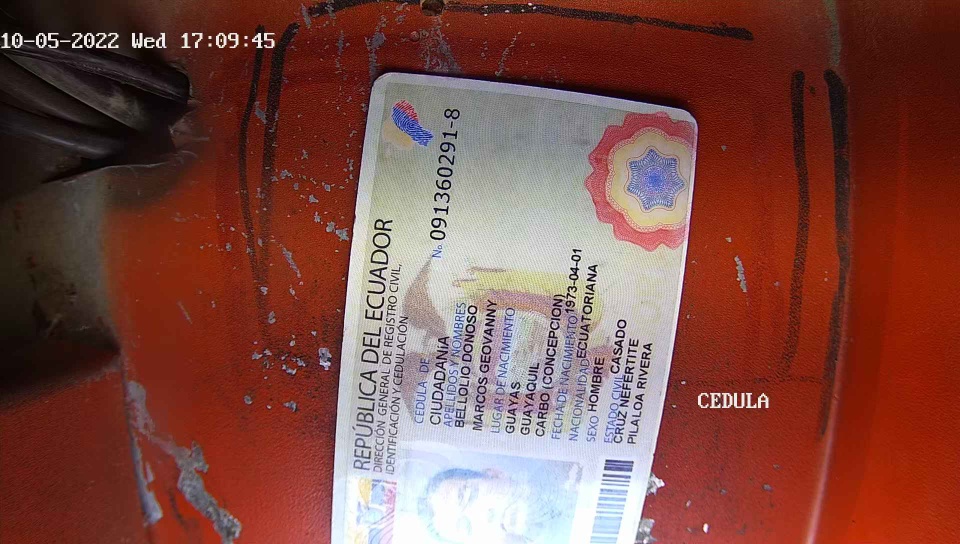 10-05-2022 Wed 17:09:45
CEDULA
REPÚBLICA DEL ECUADOR
DIRECCIÓN GENERAL DE REGISTRO CIVIL,
IDENTIFICACIÓN Y CEDULACIÓN
CEDULA DE
CIUDADANÍA
No. 091360291-8
APELLIDOS Y NOMBRES
BELLOLIO DONOSO
MARCOS GEOVANNY
LUGAR DE NACIMIENTO
GUAYAS
GUAYAQUIL
CARBO (CONCEPCION)
FECHA DE NACIMIENTO 1973-04-01
NACIONALIDAD ECUATORIANA
SEXO HOMBRE
ESTADO CIVIL CASADO
CRUZ NEFERTITE
PILALOA RIVERA